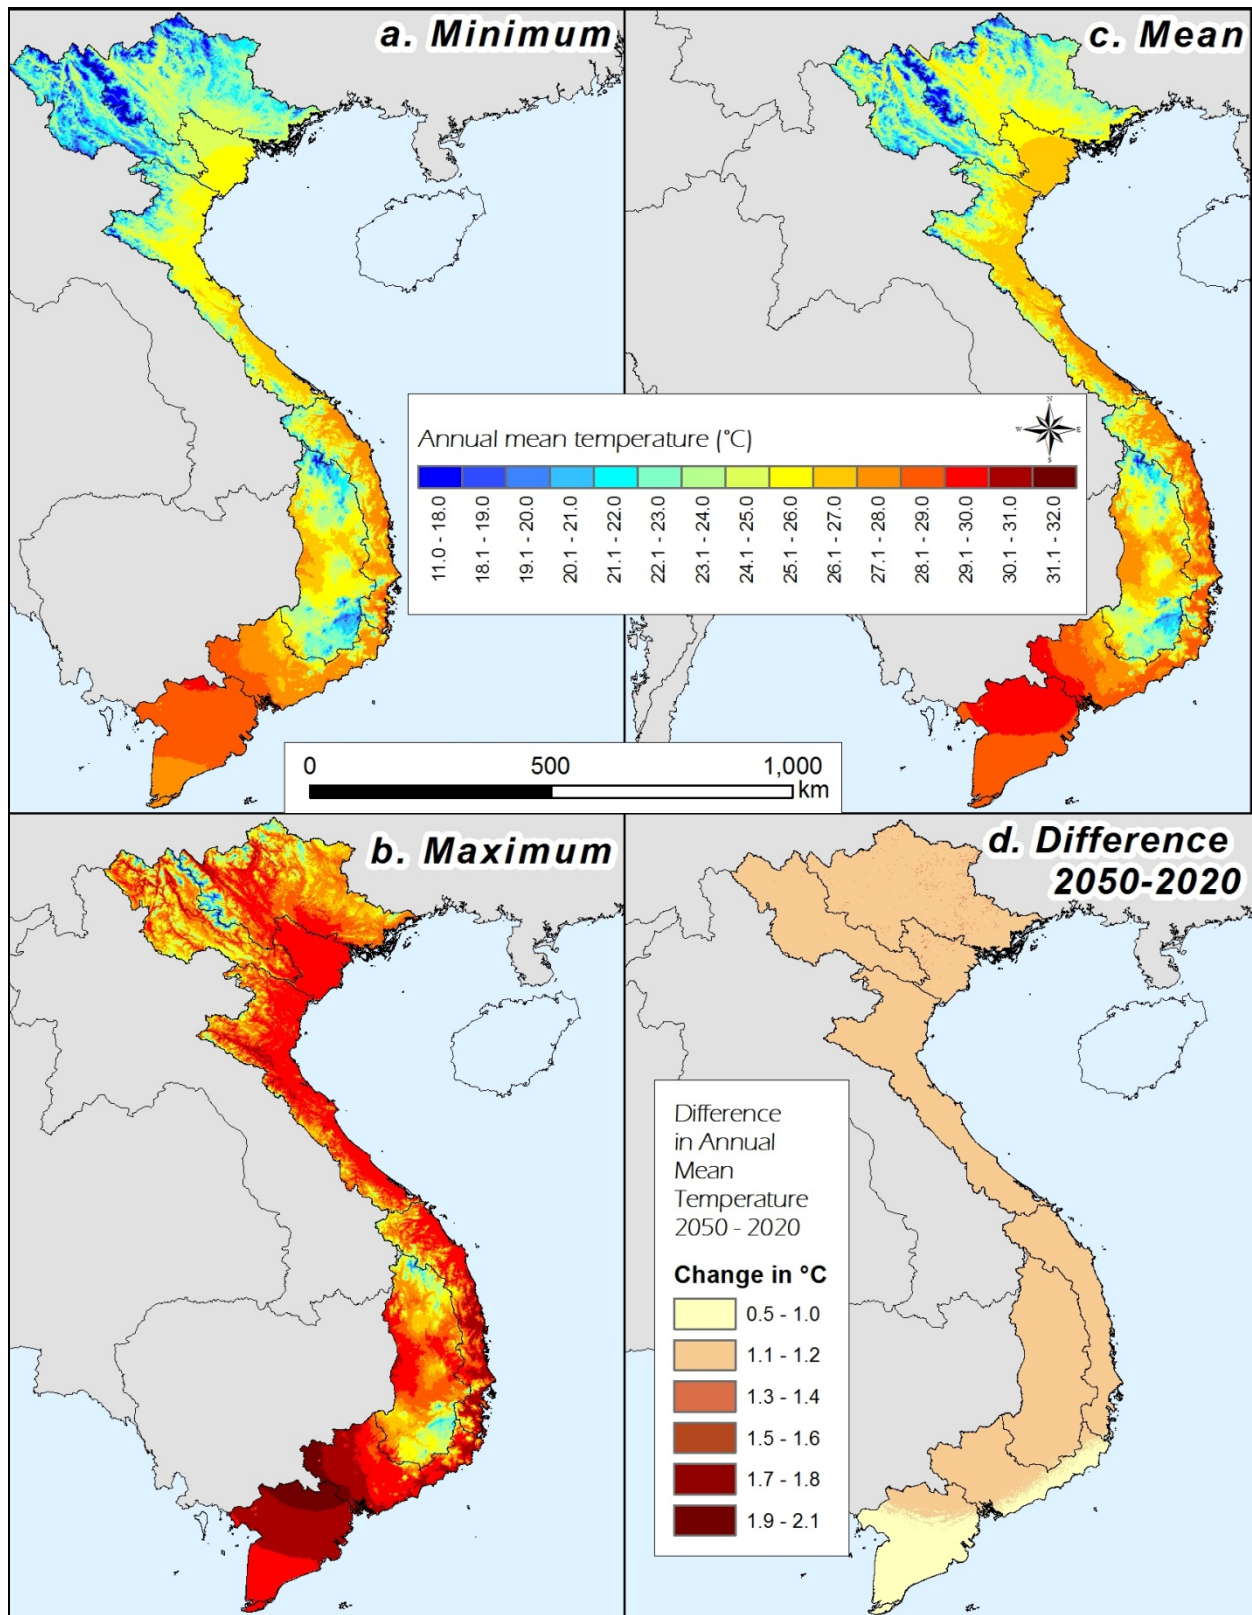 a. Minimum
c. Mean
Annual mean temperature (°C)
N
W
E
S
11.0 - 18.0
18.1 - 19.0
19.1 - 20.0
20.1 - 21.0
21.1 - 22.0
22.1 - 23.0
23.1 - 24.0
24.1 - 25.0
25.1 - 26.0
26.1 - 27.0
27.1 - 28.0
28.1 - 29.0
29.1 - 30.0
30.1 - 31.0
31.1 - 32.0
0 500 1,000
km
b. Maximum
d. Difference
2050-2020
Difference
in Annual
Mean
Temperature
2050 - 2020
Change in °C
0.5 - 1.0
1.1 - 1.2
1.3 - 1.4
1.5 - 1.6
1.7 - 1.8
1.9 - 2.1